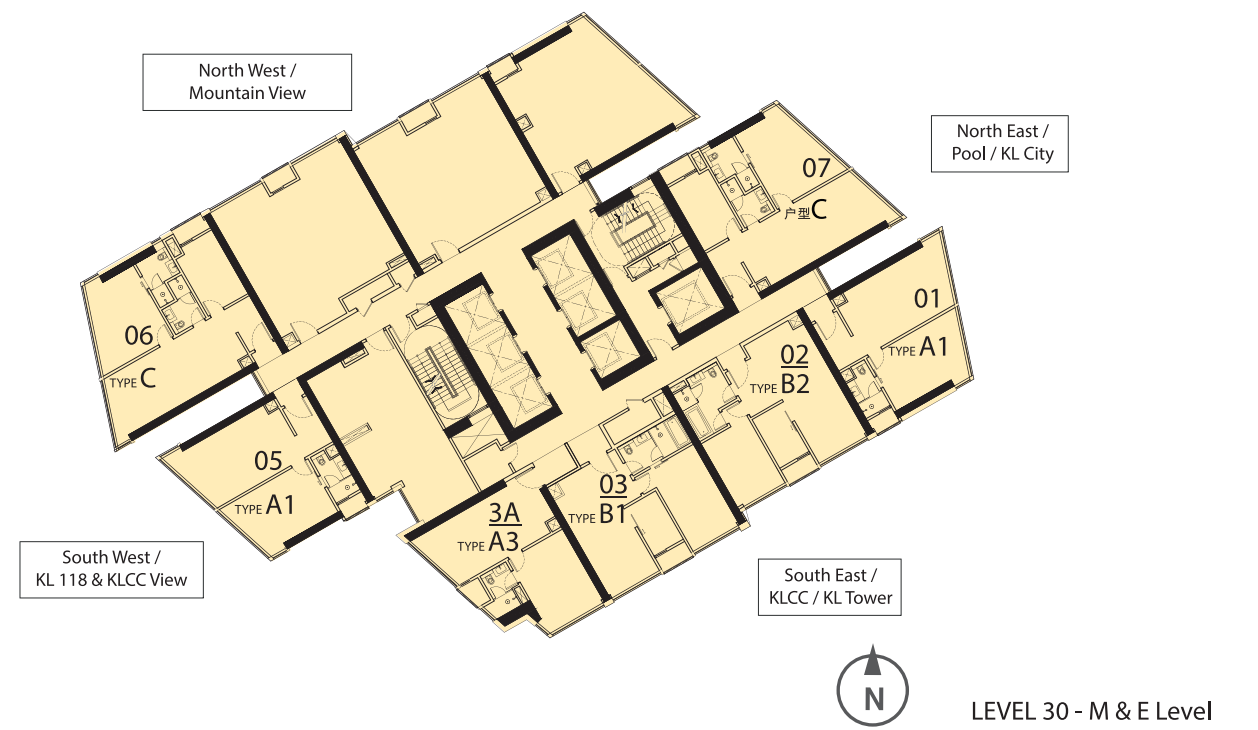 North West /
Mountain View
North East /
Pool / KL City
07
户型C
01
TYPE A1
02
TYPE B2
06
TYPE C
05
TYPE A1
03
TYPE B1
3A
TYPE A3
South West /
KL 118 & KLCC View
South East /
KLCC / KL Tower
N
LEVEL 30 - M & E Level